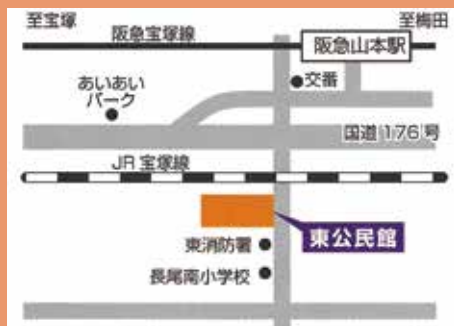 至宝塚
至梅田
阪急宝塚線
阪急山本駅
交番
あいあい
パーク
国道176号
JR宝塚線
東公民館
東消防署
長尾南小学校